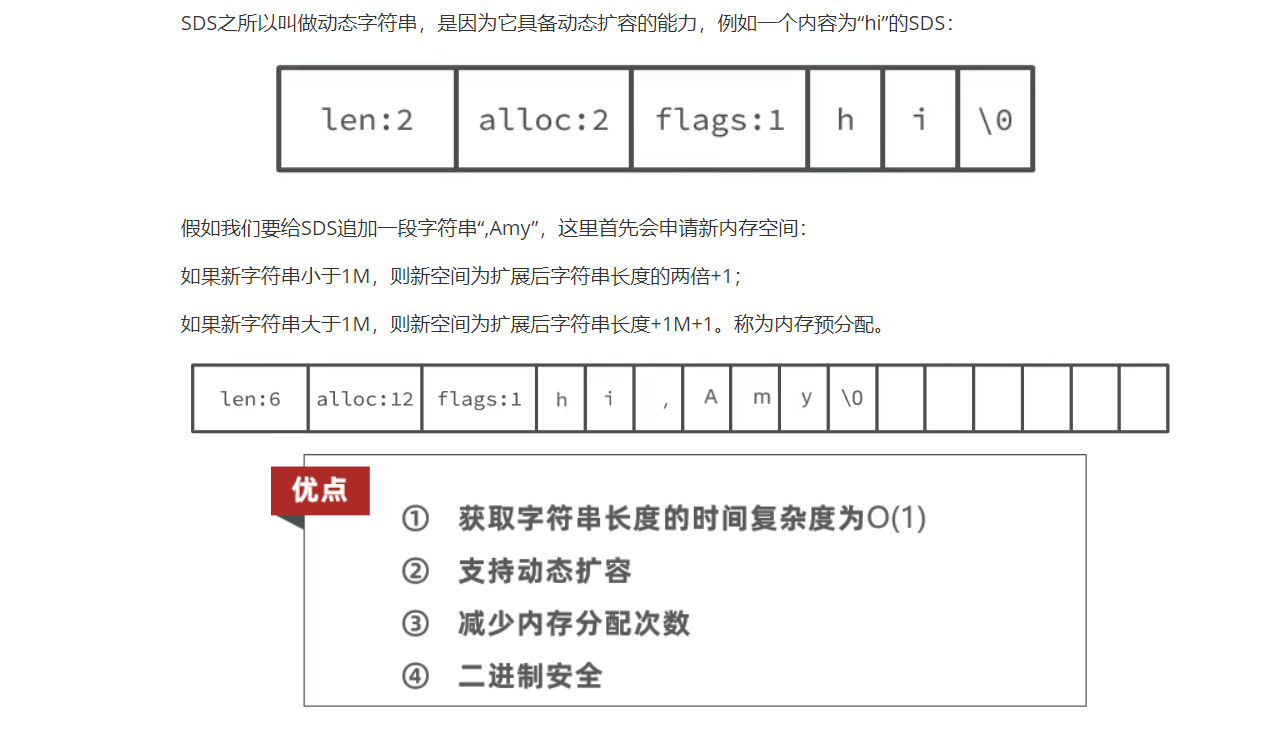 SDS之所以叫做动态字符串，是因为它具备动态扩容的能力，例如一个内容为“hi”的SDS：
len:2 alloc:2 flags:1 h i \0
假如我们要给SDS追加一段字符串“,Amy”，这里首先会申请新内存空间：
如果新字符串小于1M，则新空间为扩展后字符串长度的两倍+1；
如果新字符串大于1M，则新空间为扩展后字符串长度+1M+1。称为内存预分配。
len:6 alloc:12 flags:1 h i , A m y \0
优点
① 获取字符串长度的时间复杂度为O(1)
② 支持动态扩容
③ 减少内存分配次数
④ 二进制安全